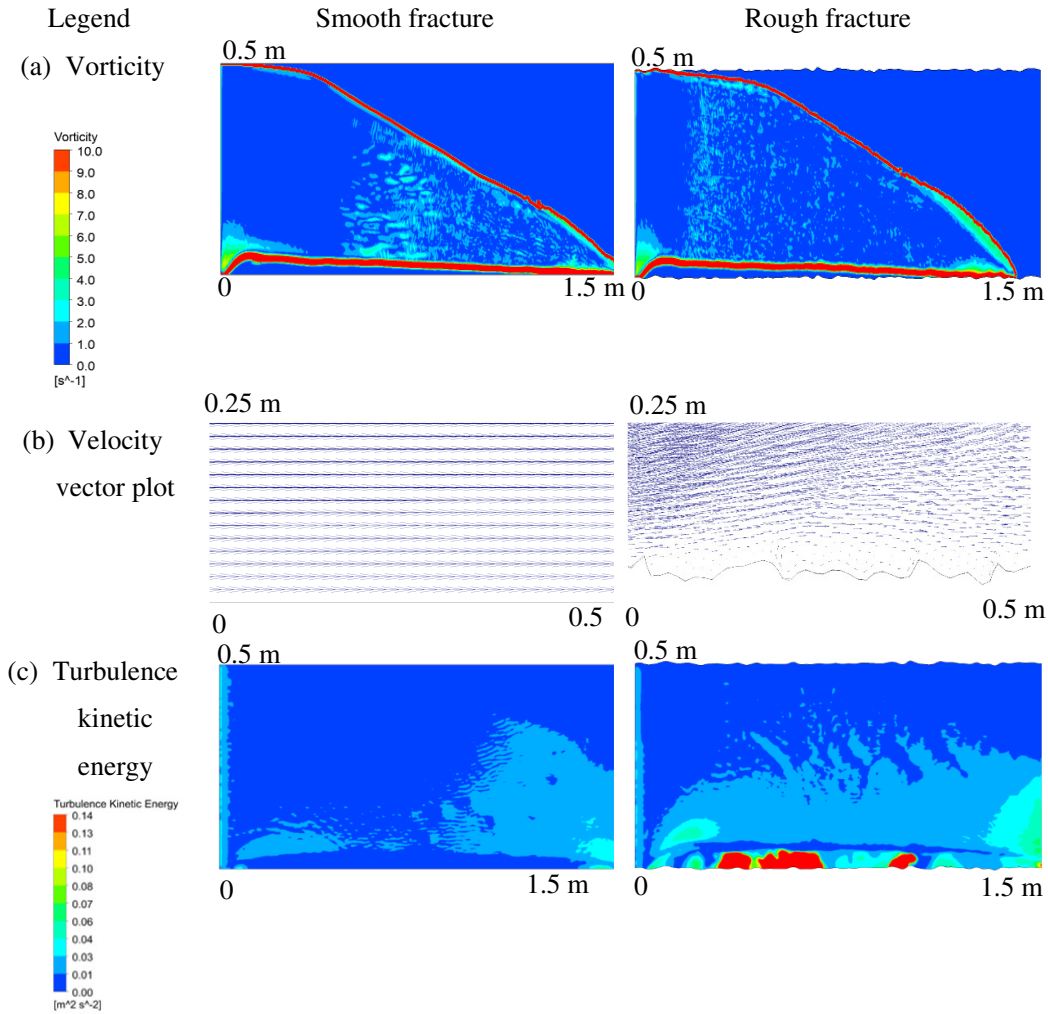 Legend Smooth fracture Rough fracture
(a) Vorticity
0.5 m
0.5 m
Vorticity
10.0
9.0
8.0
7.0
6.0
5.0
4.0
3.0
2.0
1.0
0.0
[s^-1]
0 1.5 m
0 1.5 m
(b) Velocity
vector plot
0.25 m
0.25 m
0 0.5
0 0.5 m
(c) Turbulence
kinetic
energy
0.5 m
0.5 m
Turbulence Kinetic Energy
0.14
0.13
0.11
0.10
0.08
0.07
0.06
0.04
0.03
0.01
0.00
[m^2 s^-2]
0 1.5 m
0 1.5 m